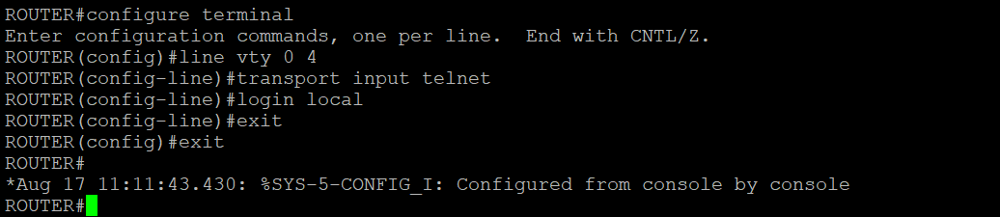 ROUTER#configure terminal
Enter configuration commands, one per line.  End with CNTL/Z.
ROUTER(config)#line vty 0 4
ROUTER(config-line)#transport input telnet
ROUTER(config-line)#login local
ROUTER(config-line)#exit
ROUTER(config)#exit
ROUTER#
*Aug 17 11:11:43.430: %SYS-5-CONFIG_I: Configured from console by console
ROUTER#